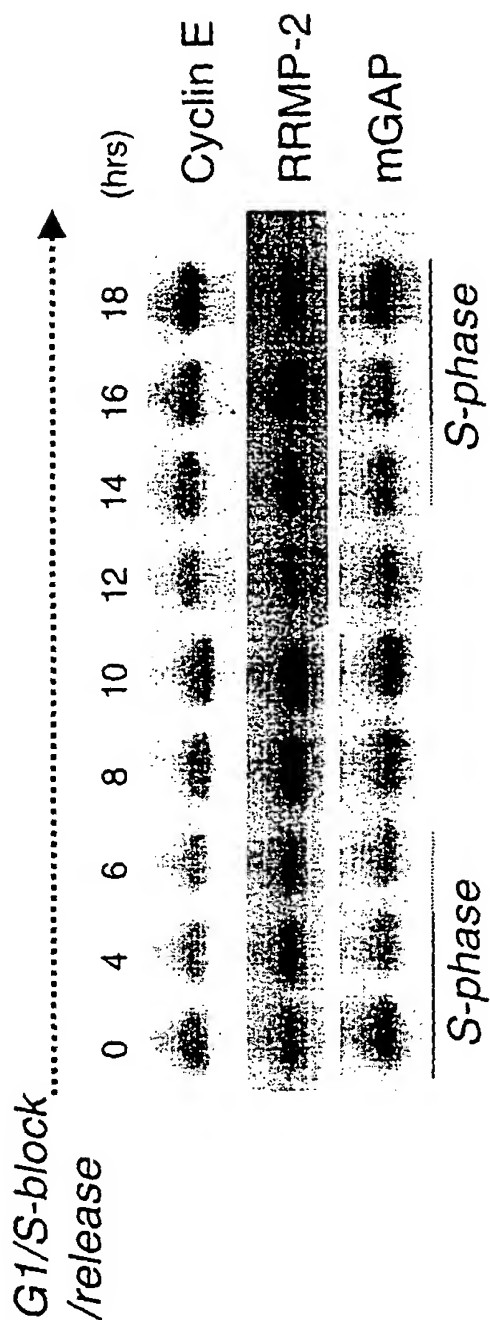 G1/S-block
/release
0 4 6 8 10 12 14 16 18 (hrs)
Cyclin E
RRMP-2
mGAP
S-phase S-phase